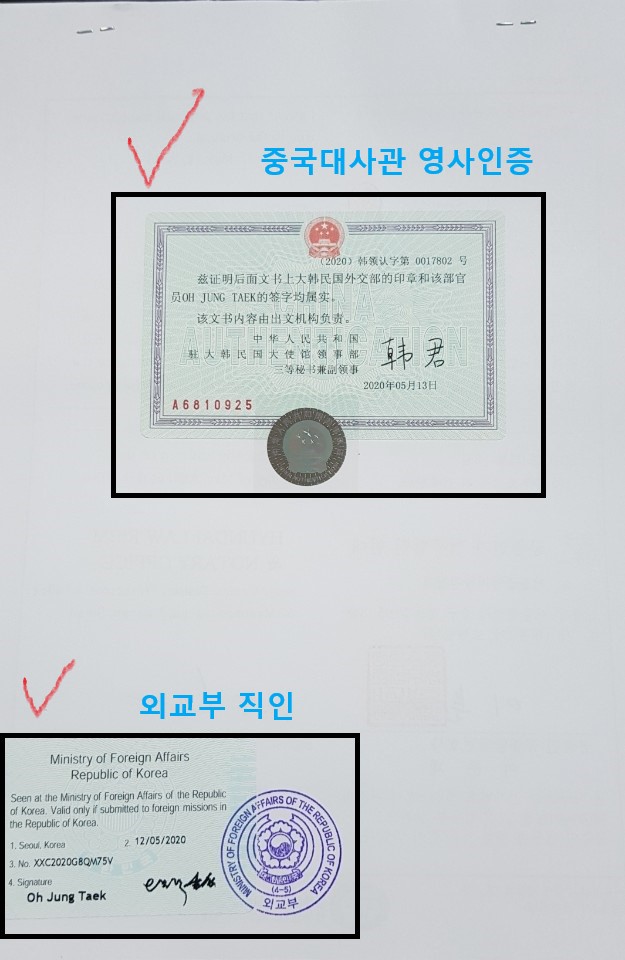 중국대사관 영사인증
(2020) 韩领认字第 0017802 号
兹证明后面文书上大韩民国外交部的印章和该部官
员OH JUNG TAEK的签字均属实。
该文书内容由出文机构负责。
CHINA
AUTHENTICATION
中华人民共和国
驻大韩民国大使馆领事部
三等秘书兼副领事
韩君
2020年05月13日
A6810925
외교부 직인
Ministry of Foreign Affairs
Republic of Korea
Seen at the Ministry of Foreign Affairs of the Republic
of Korea. Valid only if submitted to foreign missions in
the Republic of Korea.
1. Seoul, Korea 2. 12/05/2020
3. No. XXC2020G8QM75V
4. Signature
Oh Jung Taek
MINISTRY OF FOREIGN AFFAIRS OF THE REPUBLIC OF KOREA
(4-5)
외교부